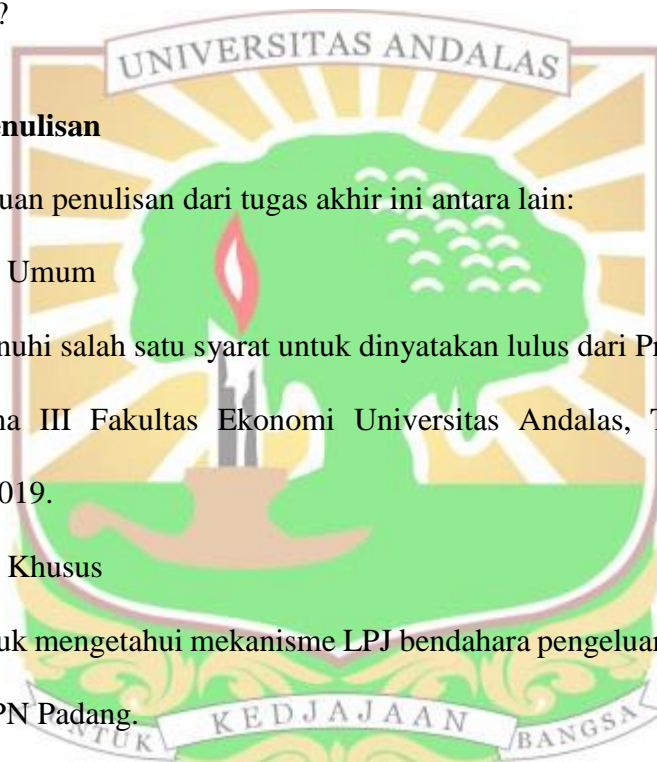 ?
UNIVERSITAS ANDALAS
enulisan
uan penulisan dari tugas akhir ini antara lain:
Umum
nuhi salah satu syarat untuk dinyatakan lulus dari Pr
na III Fakultas Ekonomi Universitas Andalas, T
019.
Khusus
uk mengetahui mekanisme LPJ bendahara pengeluar
PN Padang.
UNTUK KEDJAJAAN BANGSA